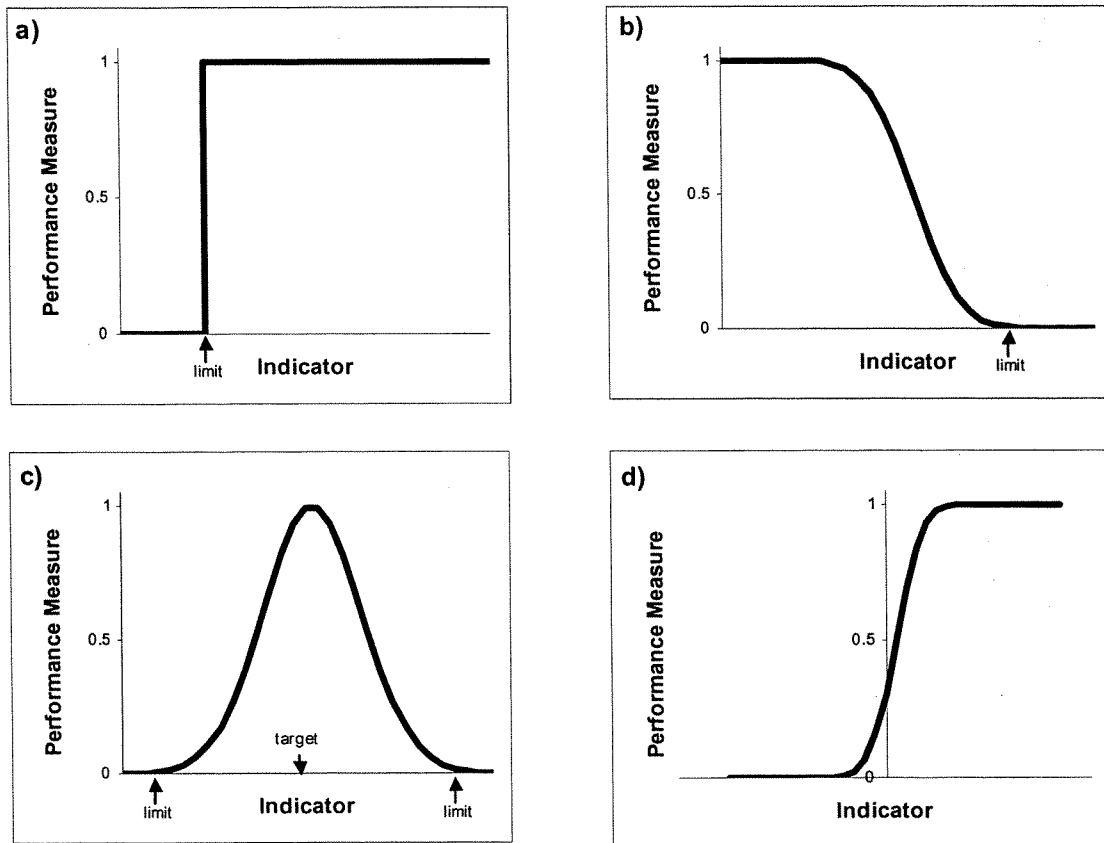 a)
Performance Measure
1
0.5
0
limit
Indicator
b)
Performance Measure
1
0.5
0
limit
Indicator
c)
Performance Measure
1
0.5
0
target
limit
Indicator
limit
d)
Performance Measure
1
0.5
0
Indicator